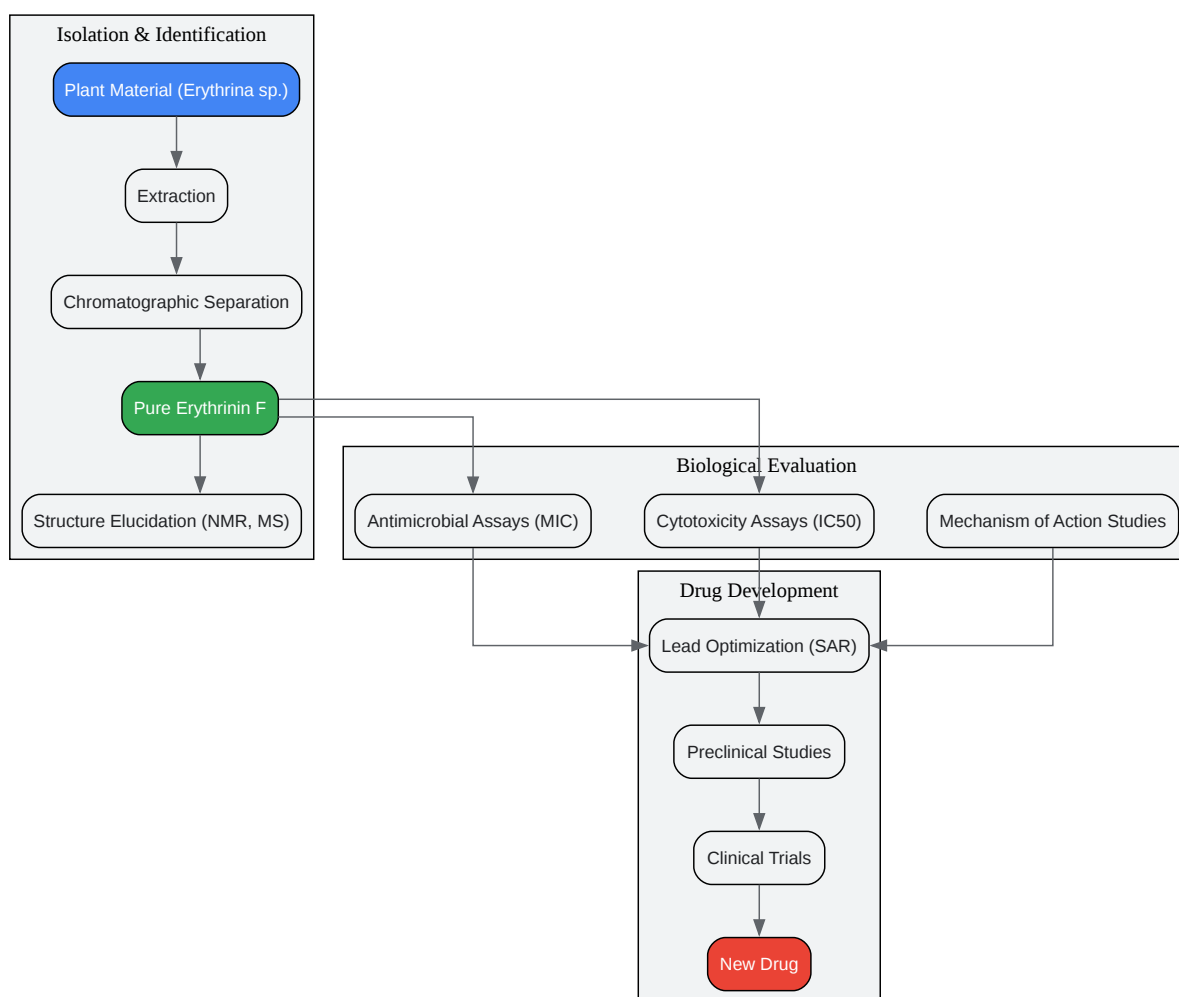 Isolation & Identification
Plant Material (Erythrina sp.)
Extraction
Chromatographic Separation
Pure Erythrinin F
Structure Elucidation (NMR, MS)
Biological Evaluation
Antimicrobial Assays (MIC)
Cytotoxicity Assays (IC50)
Mechanism of Action Studies
Drug Development
Lead Optimization (SAR)
Preclinical Studies
Clinical Trials
New Drug